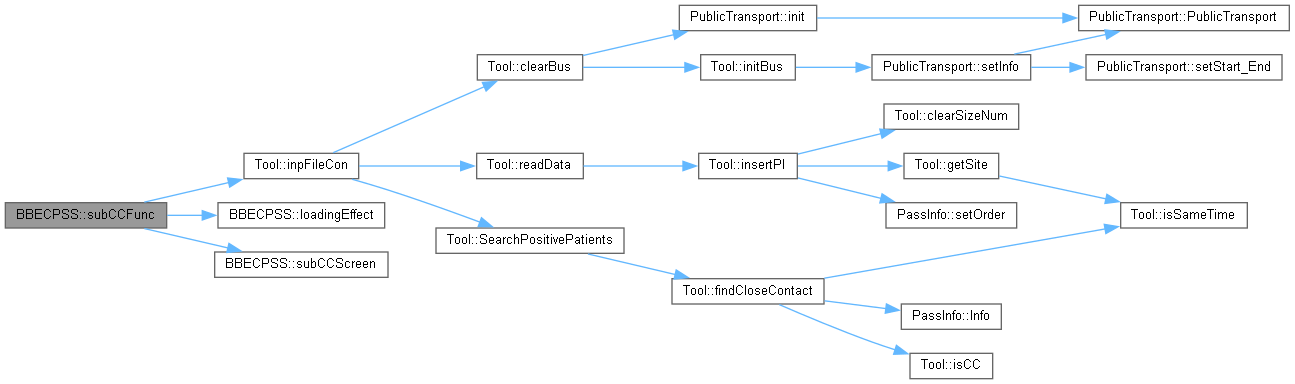 PublicTransport::init
PublicTransport::PublicTransport
Tool::clearBus
Tool::initBus
PublicTransport::setInfo
PublicTransport::setStart_End
Tool::clearSizeNum
Tool::inpFileCon
Tool::readData
Tool::insertPI
Tool::getSite
BBECPSS::subCCFunc
BBECPSS::loadingEffect
PassInfo::setOrder
Tool::isSameTime
Tool::SearchPositivePatients
BBECPSS::subCCScreen
Tool::findCloseContact
PassInfo::Info
Tool::isCC